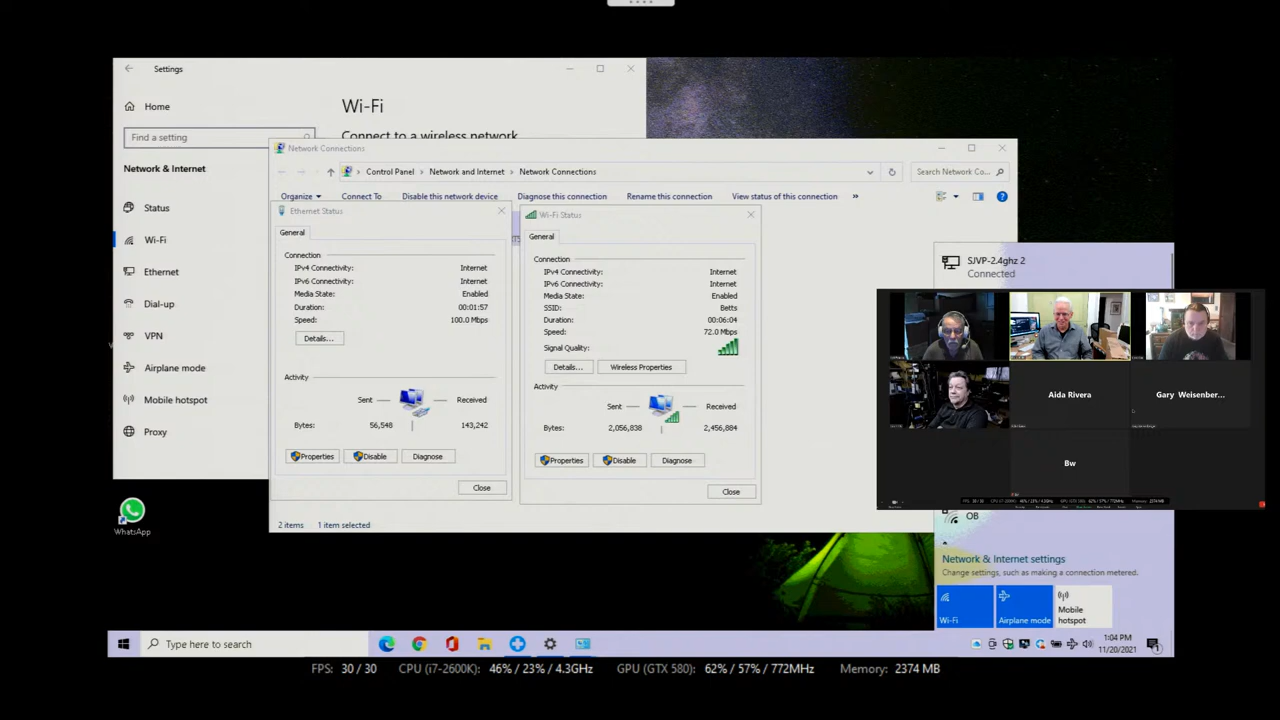 Settings
Home
Find a setting
Network & Internet
Status
Wi-Fi
Ethernet
Dial-up
VPN
Airplane mode
Mobile hotspot
Proxy
Wi-Fi
Connect to a wireless network
Network Connections
Control Panel
Network and Internet
Network Connections
Search Network Co...
Organize
Connect To
Disable this network device
Diagnose this connection
Rename this connection
View status of this connection
»
Ethernet Status
General
Connection
IPv4 Connectivity: Internet
IPv6 Connectivity: Internet
Media State: Enabled
Duration: 00:01:57
Speed: 100.0 Mbps
Details...
Activity
Sent Received
Bytes: 56,548 143,242
Properties Disable Diagnose
Close
Wi-Fi Status
General
Connection
IPv4 Connectivity: Internet
IPv6 Connectivity: Internet
Media State: Enabled
SSID: Betts
Duration: 00:06:04
Speed: 72.0 Mbps
Signal Quality:
Details... Wireless Properties
Activity
Sent Received
Bytes: 2,056,838 2,456,884
Properties Disable Diagnose
Close
2 items 1 item selected
SJVP-2.4ghz 2
Connected
Aida Rivera
Gary Weisenber...
Bw
OB
Network & Internet settings
Change settings, such as making a connection metered.
Wi-Fi
Airplane mode
Mobile hotspot
WhatsApp
Type here to search
1:04 PM
11/20/2021
FPS: 30 / 30 CPU (i7-2600K): 46% / 23% / 4.3GHz GPU (GTX 580): 62% / 57% / 772MHz Memory: 2374 MB